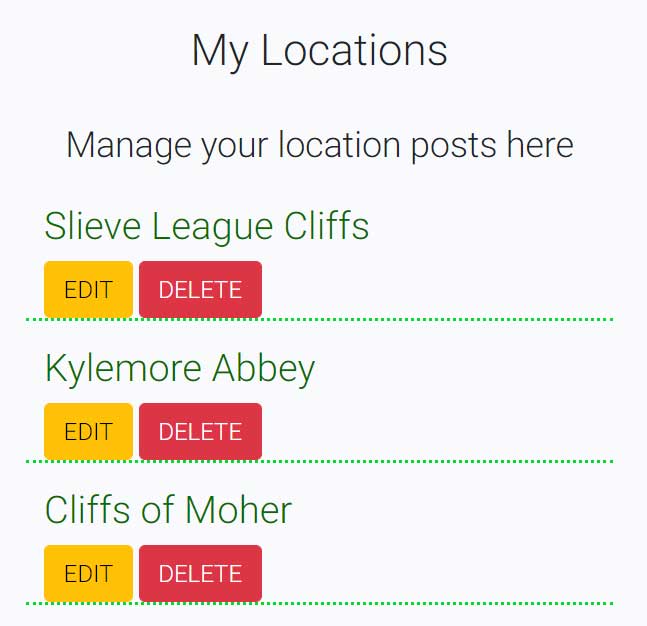 My Locations
Manage your location posts here
Slieve League Cliffs
EDIT DELETE
Kylemore Abbey
EDIT DELETE
Cliffs of Moher
EDIT DELETE